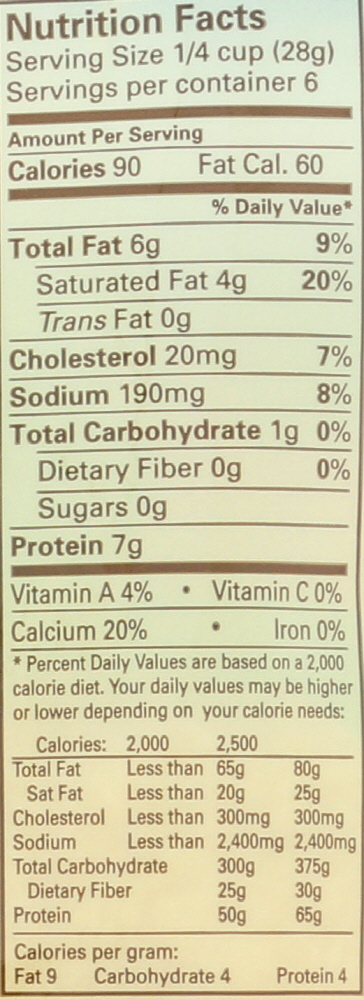 Nutrition Facts
Serving Size 1/4 cup (28g)
Servings per container 6
Amount Per Serving
Calories 90 Fat Cal. 60
% Daily Value*
Total Fat 6g 9%
Saturated Fat 4g 20%
Trans Fat 0g
Cholesterol 20mg 7%
Sodium 190mg 8%
Total Carbohydrate 1g 0%
Dietary Fiber 0g 0%
Sugars 0g
Protein 7g
Vitamin A 4% • Vitamin C 0%
Calcium 20% • Iron 0%
* Percent Daily Values are based on a 2,000
calorie diet. Your daily values may be higher
or lower depending on your calorie needs:
Calories: 2,000 2,500
Total Fat Less than 65g 80g
Sat Fat Less than 20g 25g
Cholesterol Less than 300mg 300mg
Sodium Less than 2,400mg 2,400mg
Total Carbohydrate 300g 375g
Dietary Fiber 25g 30g
Protein 50g 65g
Calories per gram:
Fat 9 Carbohydrate 4 Protein 4